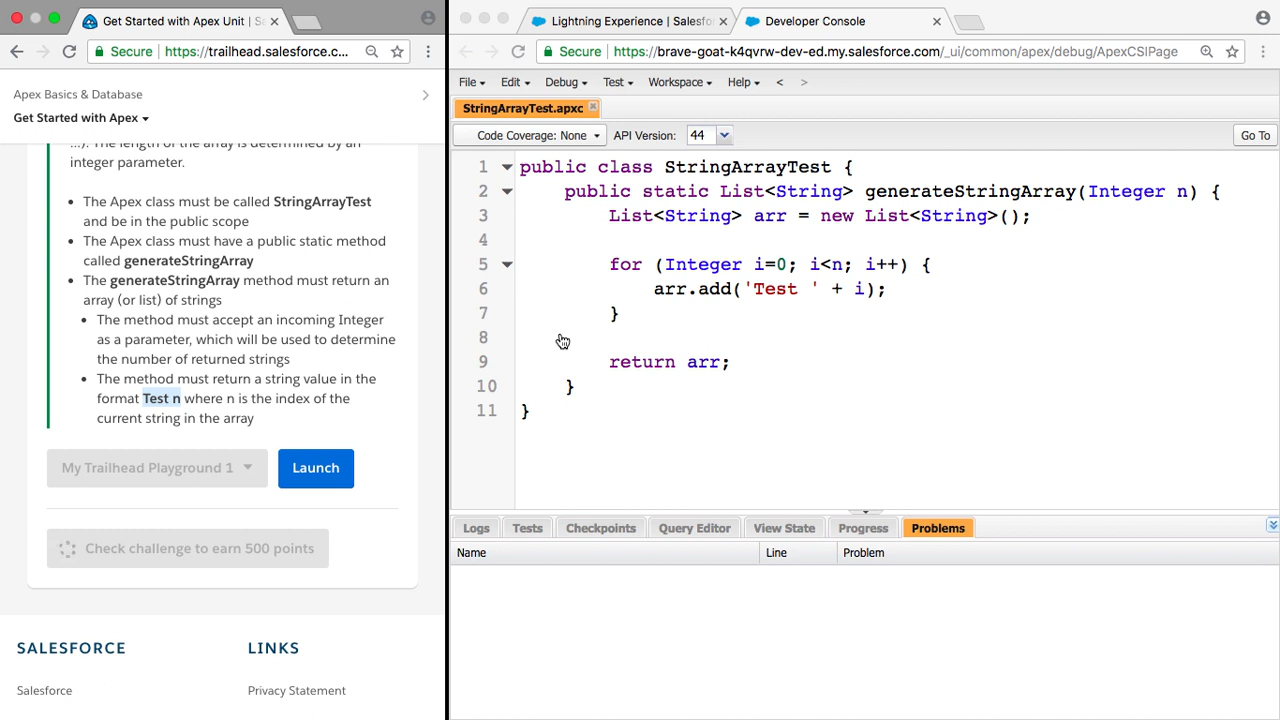 Get Started with Apex Unit | Sa
Secure
https://trailhead.salesforce.c...
Apex Basics & Database
Get Started with Apex
...). The length of the array is determined by an
integer parameter.
The Apex class must be called StringArrayTest
and be in the public scope
The Apex class must have a public static method
called generateStringArray
The generateStringArray method must return an
array (or list) of strings
The method must accept an incoming Integer
as a parameter, which will be used to determine
the number of returned strings
The method must return a string value in the
format Test n where n is the index of the
current string in the array
My Trailhead Playground 1
Launch
Check challenge to earn 500 points
SALESFORCE
LINKS
Salesforce
Privacy Statement
Lightning Experience | Salesfo
Developer Console
Secure
https://brave-goat-k4qvrw-dev-ed.my.salesforce.com/_ui/common/apex/debug/ApexCSIPage
File Edit Debug Test Workspace Help < >
StringArrayTest.apxc
Code Coverage: None API Version: 44 Go To
1 public class StringArrayTest {
2 public static List<String> generateStringArray(Integer n) {
3 List<String> arr = new List<String>();
4
5 for (Integer i=0; i<n; i++) {
6 arr.add('Test ' + i);
7 }
8
9 return arr;
10 }
11 }
Logs Tests Checkpoints Query Editor View State Progress Problems
Name Line Problem